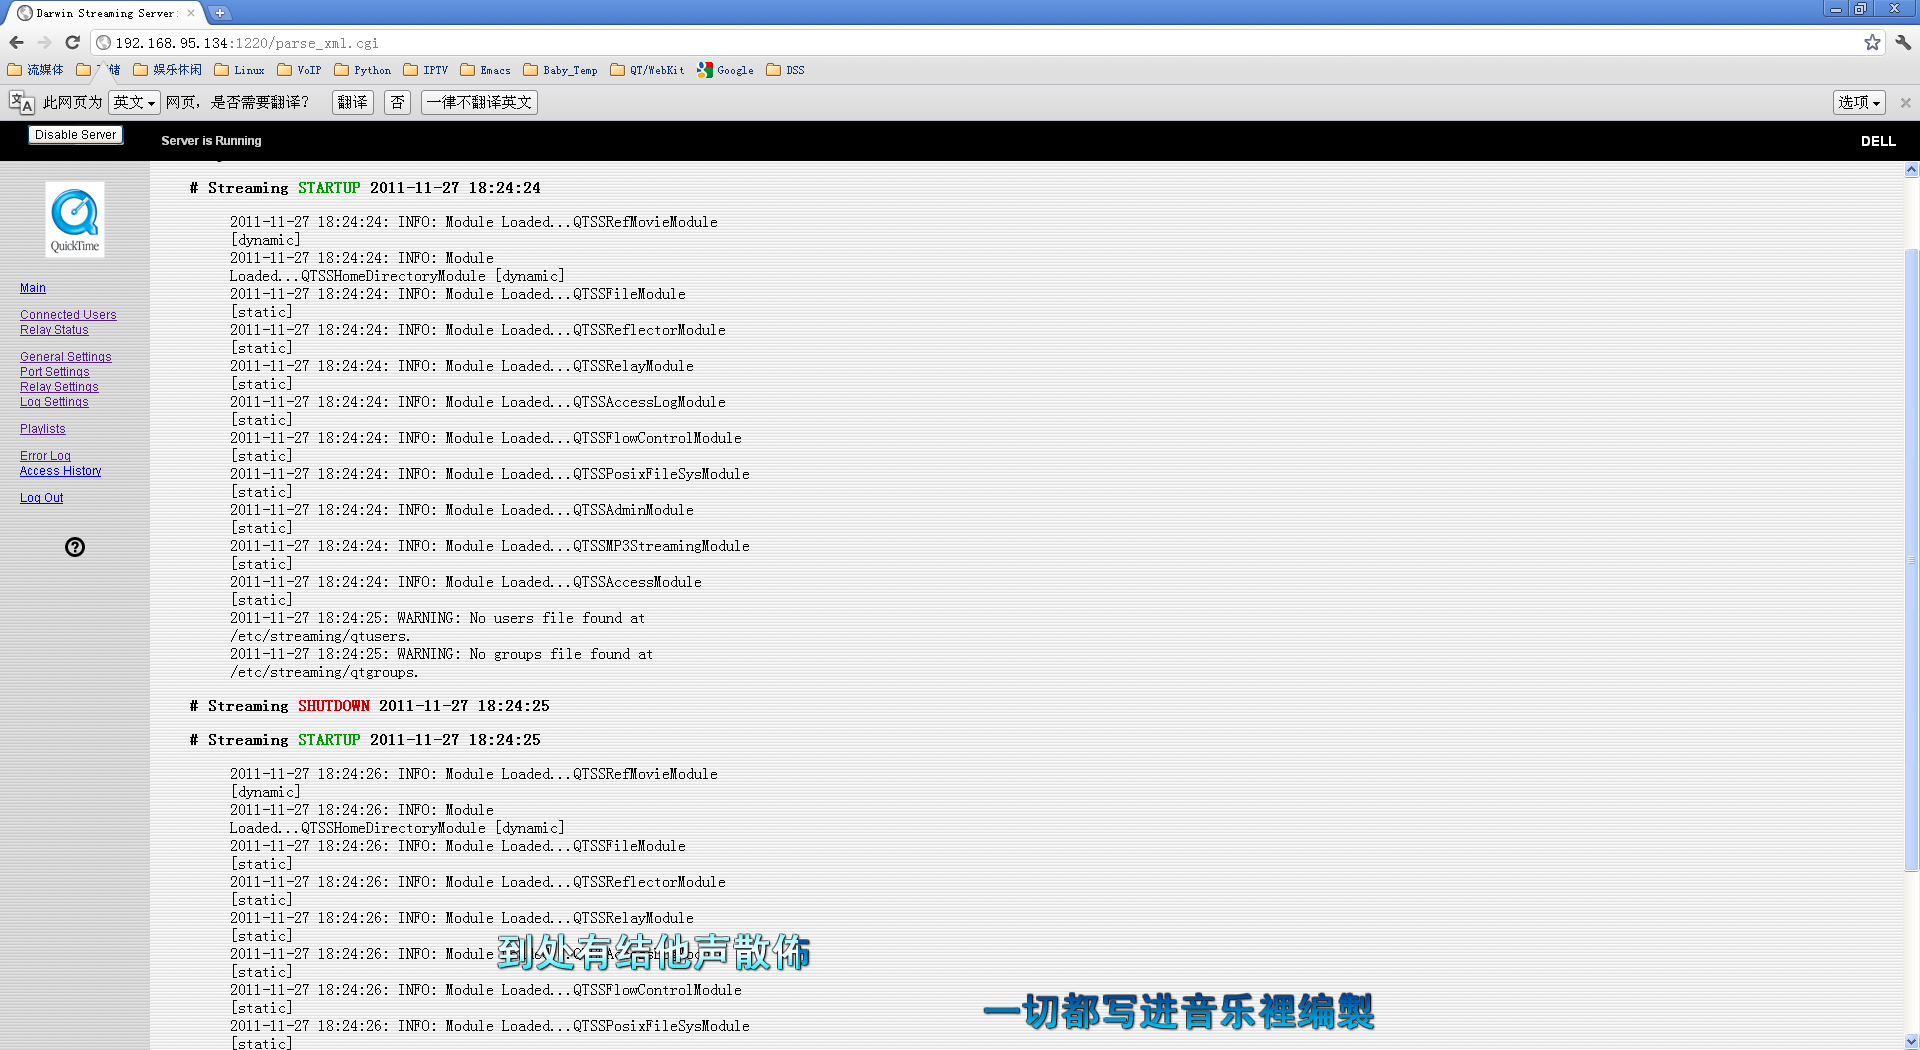 Darwin Streaming Server
192.168.95.134:1220/parse_xml.cgi
流媒体 储 娱乐休闲 Linux VoIP Python IPTV Emacs Baby_Temp QT/WebKit Google DSS
此网页为 英文 网页，是否需要翻译？ 翻译 否 一律不翻译英文 选项
Disable Server Server is Running DELL
QuickTime
Main
Connected Users
Relay Status
General Settings
Port Settings
Relay Settings
Log Settings
Playlists
Error Log
Access History
Log Out
# Streaming STARTUP 2011-11-27 18:24:24
2011-11-27 18:24:24: INFO: Module Loaded...QTSSRefMovieModule
[dynamic]
2011-11-27 18:24:24: INFO: Module
Loaded...QTSSHomeDirectoryModule [dynamic]
2011-11-27 18:24:24: INFO: Module Loaded...QTSSFileModule
[static]
2011-11-27 18:24:24: INFO: Module Loaded...QTSSReflectorModule
[static]
2011-11-27 18:24:24: INFO: Module Loaded...QTSSRelayModule
[static]
2011-11-27 18:24:24: INFO: Module Loaded...QTSSAccessLogModule
[static]
2011-11-27 18:24:24: INFO: Module Loaded...QTSSFlowControlModule
[static]
2011-11-27 18:24:24: INFO: Module Loaded...QTSSPosixFileSysModule
[static]
2011-11-27 18:24:24: INFO: Module Loaded...QTSSAdminModule
[static]
2011-11-27 18:24:24: INFO: Module Loaded...QTSSMP3StreamingModule
[static]
2011-11-27 18:24:24: INFO: Module Loaded...QTSSAccessModule
[static]
2011-11-27 18:24:25: WARNING: No users file found at
/etc/streaming/qtusers.
2011-11-27 18:24:25: WARNING: No groups file found at
/etc/streaming/qtgroups.
# Streaming SHUTDOWN 2011-11-27 18:24:25
# Streaming STARTUP 2011-11-27 18:24:25
2011-11-27 18:24:26: INFO: Module Loaded...QTSSRefMovieModule
[dynamic]
2011-11-27 18:24:26: INFO: Module
Loaded...QTSSHomeDirectoryModule [dynamic]
2011-11-27 18:24:26: INFO: Module Loaded...QTSSFileModule
[static]
2011-11-27 18:24:26: INFO: Module Loaded...QTSSReflectorModule
[static]
2011-11-27 18:24:26: INFO: Module Loaded...QTSSRelayModule
[static]
2011-11-27 18:24:26: INFO: Module
到处有结他声散佈
[static]
2011-11-27 18:24:26: INFO: Module Loaded...QTSSFlowControlModule
[static]
一切都写进音乐裡编製
2011-11-27 18:24:26: INFO: Module Loaded...QTSSPosixFileSysModule
[static]